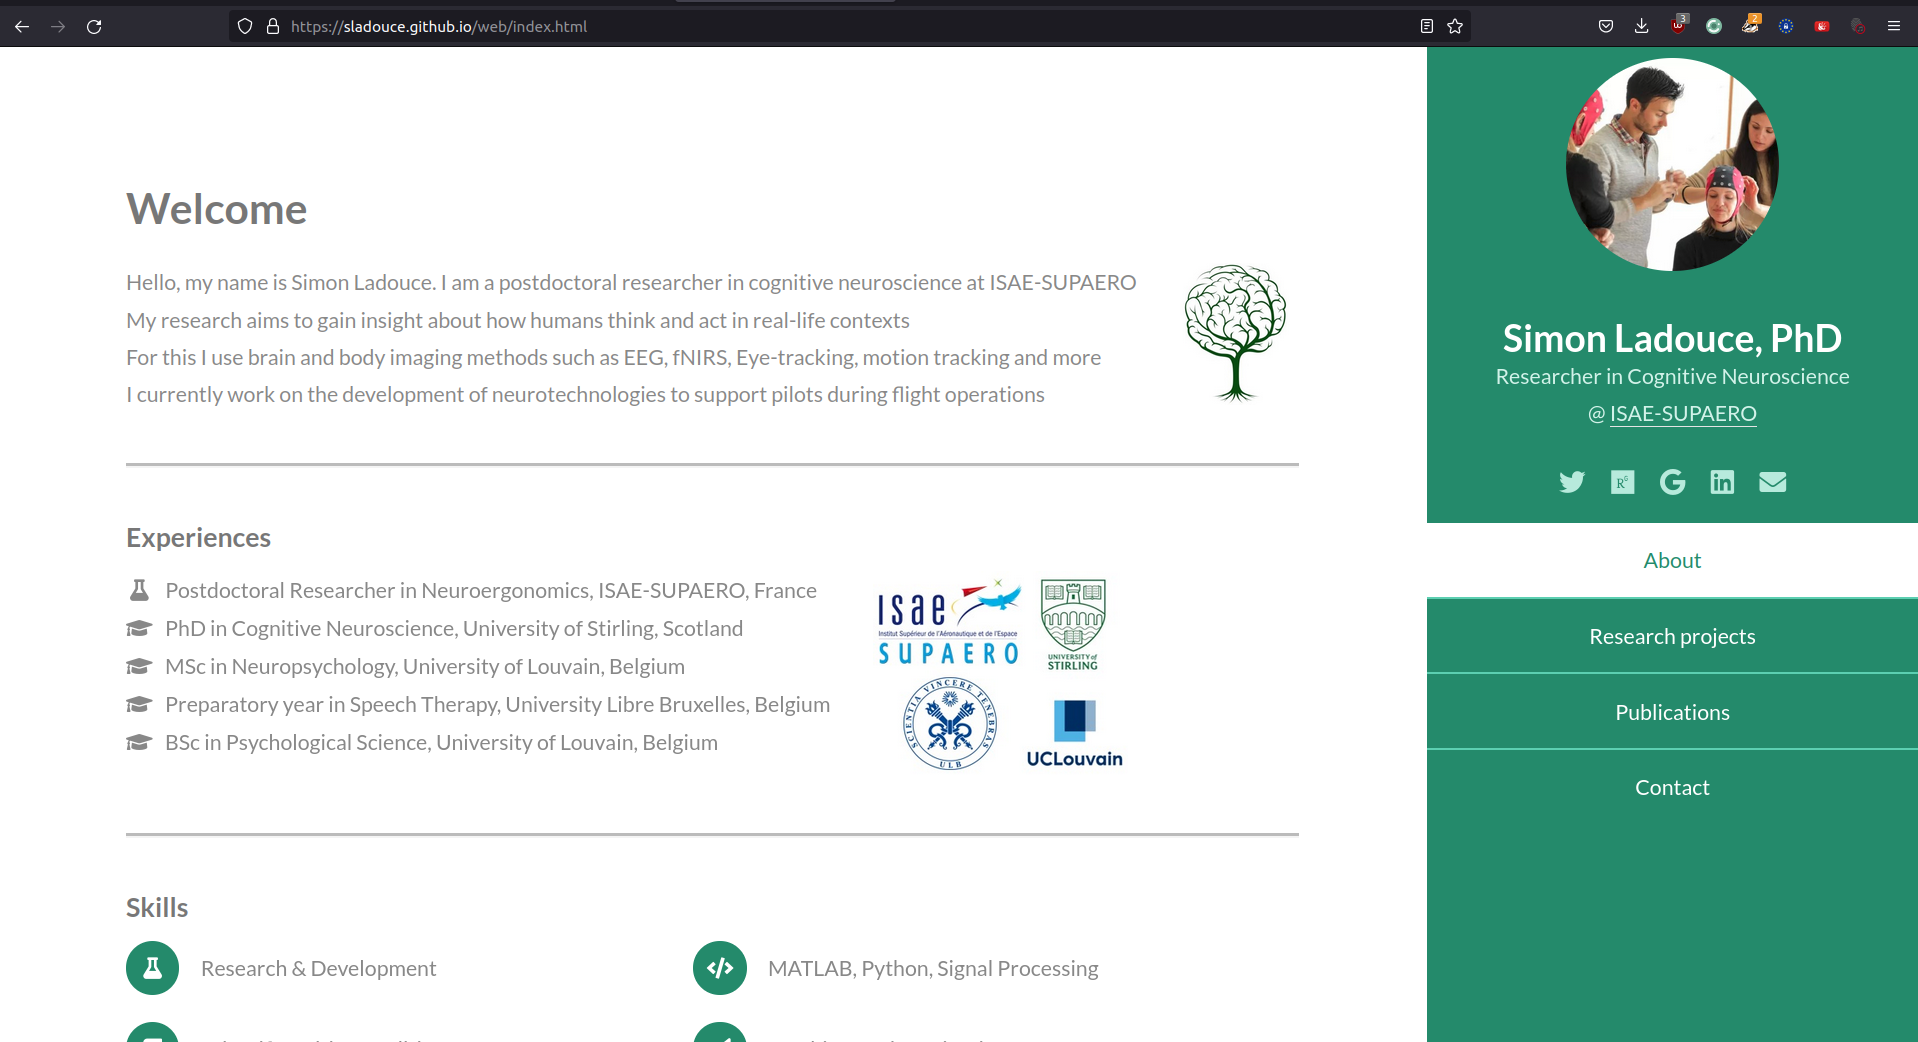 https://sladouce.github.io/web/index.html
3
2
Welcome
Hello, my name is Simon Ladouce. I am a postdoctoral researcher in cognitive neuroscience at ISAE-SUPAERO
My research aims to gain insight about how humans think and act in real-life contexts
For this I use brain and body imaging methods such as EEG, fNIRS, Eye-tracking, motion tracking and more
I currently work on the development of neurotechnologies to support pilots during flight operations
Experiences
Postdoctoral Researcher in Neuroergonomics, ISAE-SUPAERO, France
PhD in Cognitive Neuroscience, University of Stirling, Scotland
MSc in Neuropsychology, University of Louvain, Belgium
Preparatory year in Speech Therapy, University Libre Bruxelles, Belgium
BSc in Psychological Science, University of Louvain, Belgium
isae
Institut Supérieur de l'Aéronautique et de l'Espace
SUPAERO
UNIVERSITY of
STIRLING
SCIENTIA VINCERE TENEBRAS
ULB
UCLouvain
Skills
Research & Development
MATLAB, Python, Signal Processing
Simon Ladouce, PhD
Researcher in Cognitive Neuroscience
@ ISAE-SUPAERO
RG
About
Research projects
Publications
Contact